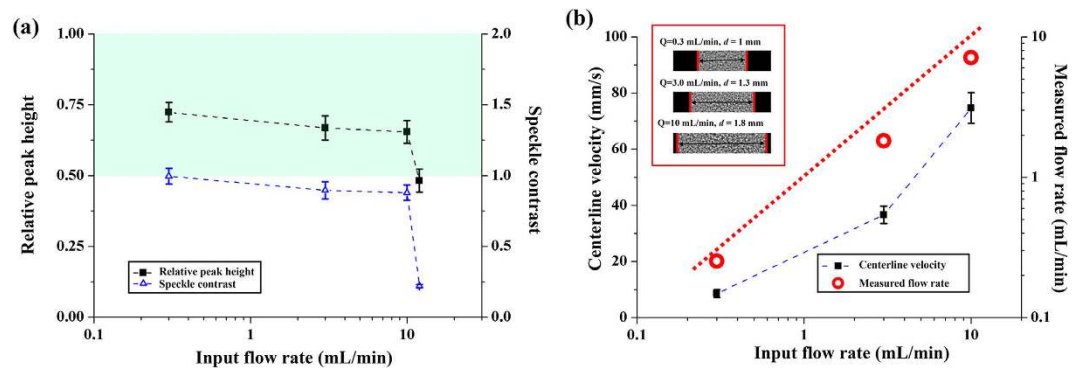 (a)
Relative peak height
1.00
0.75
0.50
0.25
0.00
0.1
1
10
Input flow rate (mL/min)
2.0
1.5
1.0
0.5
0.0
Speckle contrast
Relative peak height
Speckle contrast
(b)
Centerline velocity (mm/s)
100
80
60
40
20
0
0.1
1
10
Input flow rate (mL/min)
10
1
0.1
Measured flow rate (mL/min)
Q=0.3 mL/min, d = 1 mm
Q=3.0 mL/min, d = 1.3 mm
Q=10 mL/min, d = 1.8 mm
Centerline velocity
Measured flow rate